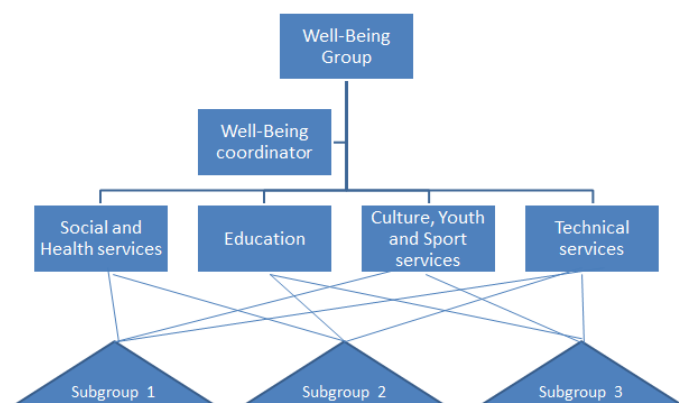 Well-Being
Group
Well-Being
coordinator
Social and
Health services
Education
Culture, Youth
and Sport
services
Technical
services
Subgroup 1
Subgroup 2
Subgroup 3